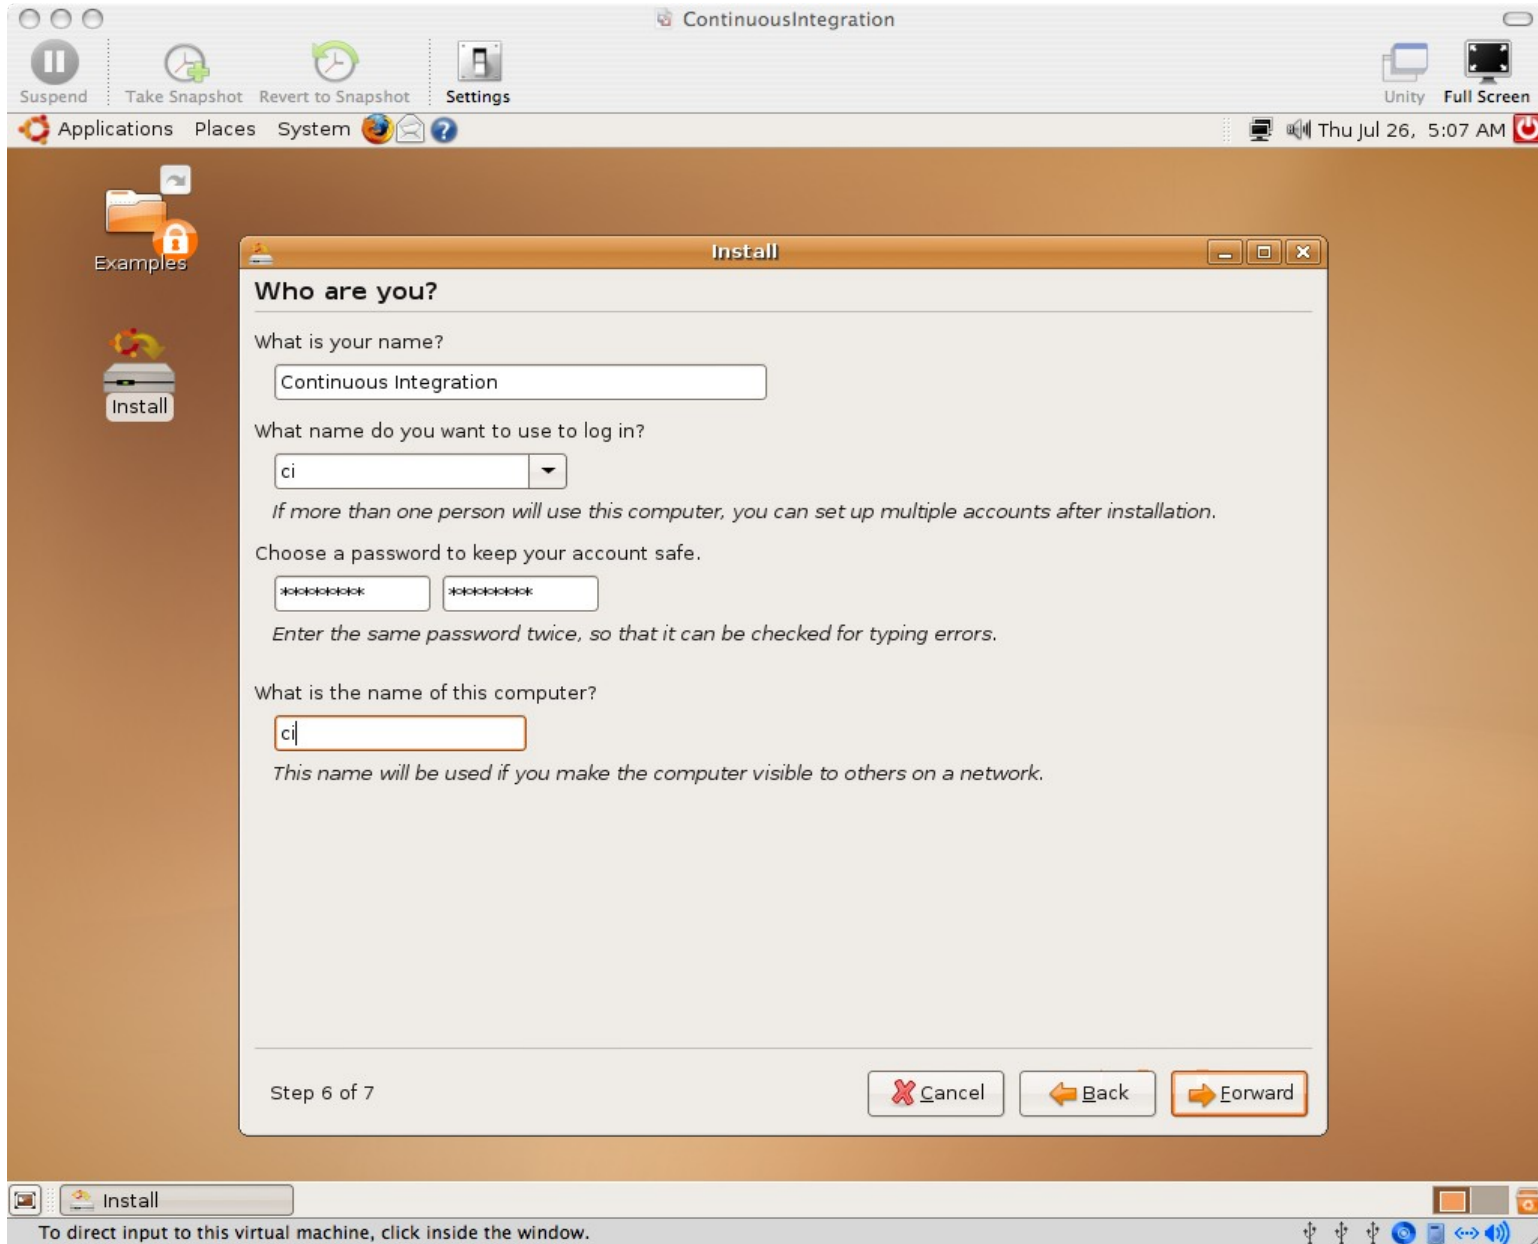 ContinuousIntegration
Suspend Take Snapshot Revert to Snapshot Settings Unity Full Screen
Applications Places System Thu Jul 26, 5:07 AM
Examples
Install
Install
Who are you?
What is your name?
Continuous Integration
What name do you want to use to log in?
ci
If more than one person will use this computer, you can set up multiple accounts after installation.
Choose a password to keep your account safe.
******** ********
Enter the same password twice, so that it can be checked for typing errors.
What is the name of this computer?
ci
This name will be used if you make the computer visible to others on a network.
Step 6 of 7 Cancel Back Forward
Install
To direct input to this virtual machine, click inside the window.